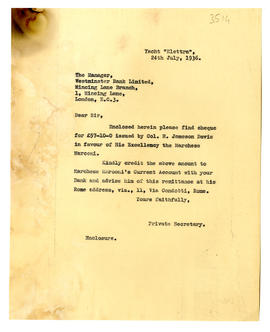 3514
Yacht "Elettra",
24th July, 1936.
The Manager,
Westminster Bank Limited,
Mincing Lane Branch,
1, Mincing Lane,
London, E.C.3.
Dear Sir,
Enclosed herein please find cheque
for £57-10-0 issued by Col. H. Jameson Davis
in favour of His Excellency the Marchese
Marconi.
Kindly credit the above amount to
Marchese Marconi's Current Account with your
Bank and advise him of this remittance at his
Rome address, viz., 11, Via Condotti, Rome.
Yours faithfully,
Private Secretary.
Enclosure.